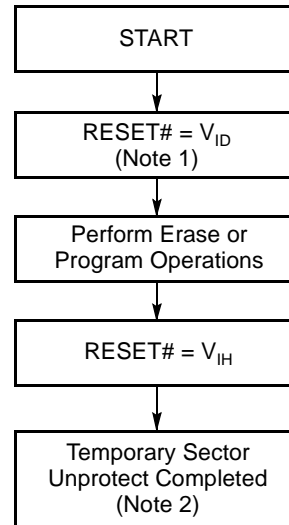 START
RESET# = V_ID
(Note 1)
Perform Erase or
Program Operations
RESET# = V_IH
Temporary Sector
Unprotect Completed
(Note 2)